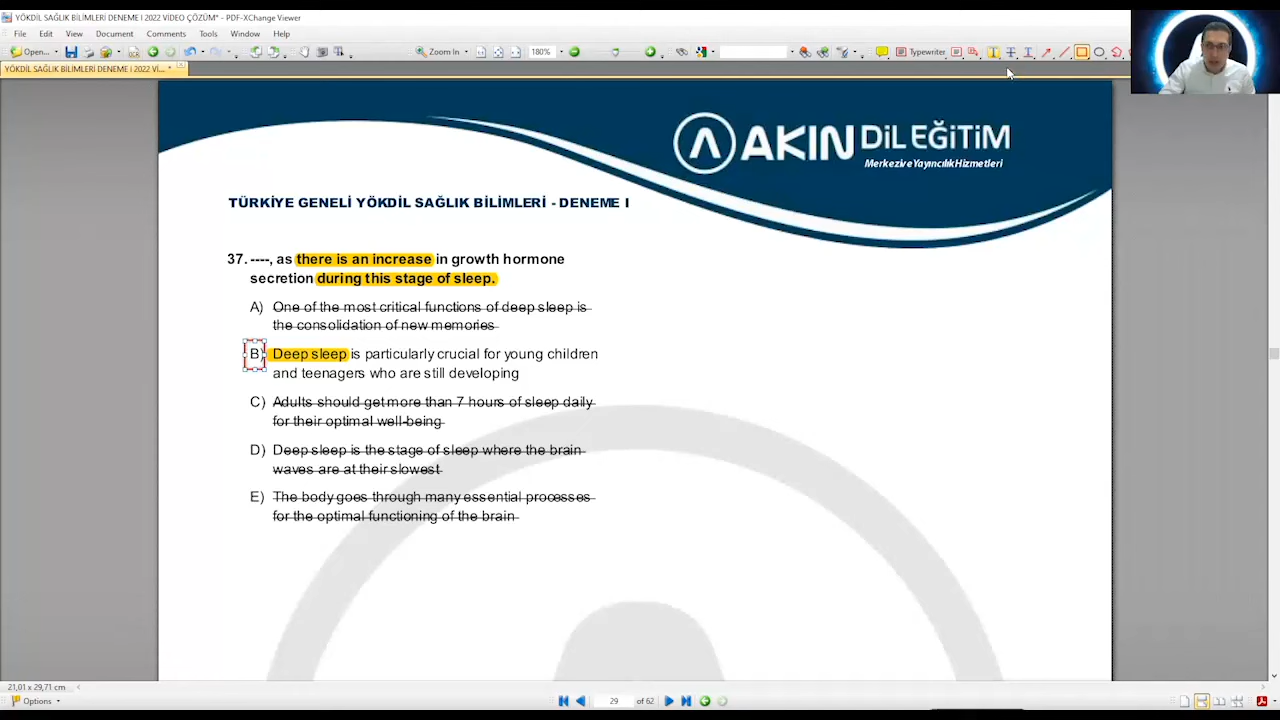 YÖKDİL SAĞLIK BİLİMLERİ DENEME I 2022 VİDEO ÇÖZÜM* - PDF-XChange Viewer
File Edit View Document Comments Tools Window Help
Open... Zoom In 180% Typewriter
YÖKDİL SAĞLIK BİLİMLERİ DENEME I 2022 Vİ... *
AKIN DİL EĞİTİM
Merkezi ve Yayıncılık Hizmetleri
TÜRKİYE GENELİ YÖKDİL SAĞLIK BİLİMLERİ - DENEME I
37. ----, as there is an increase in growth hormone
secretion during this stage of sleep.
A) One of the most critical functions of deep sleep is
the consolidation of new memories
B) Deep sleep is particularly crucial for young children
and teenagers who are still developing
C) Adults should get more than 7 hours of sleep daily
for their optimal well-being
D) Deep sleep is the stage of sleep where the brain
waves are at their slowest
E) The body goes through many essential processes
for the optimal functioning of the brain
21,01 x 29,71 cm
Options 29 of 62